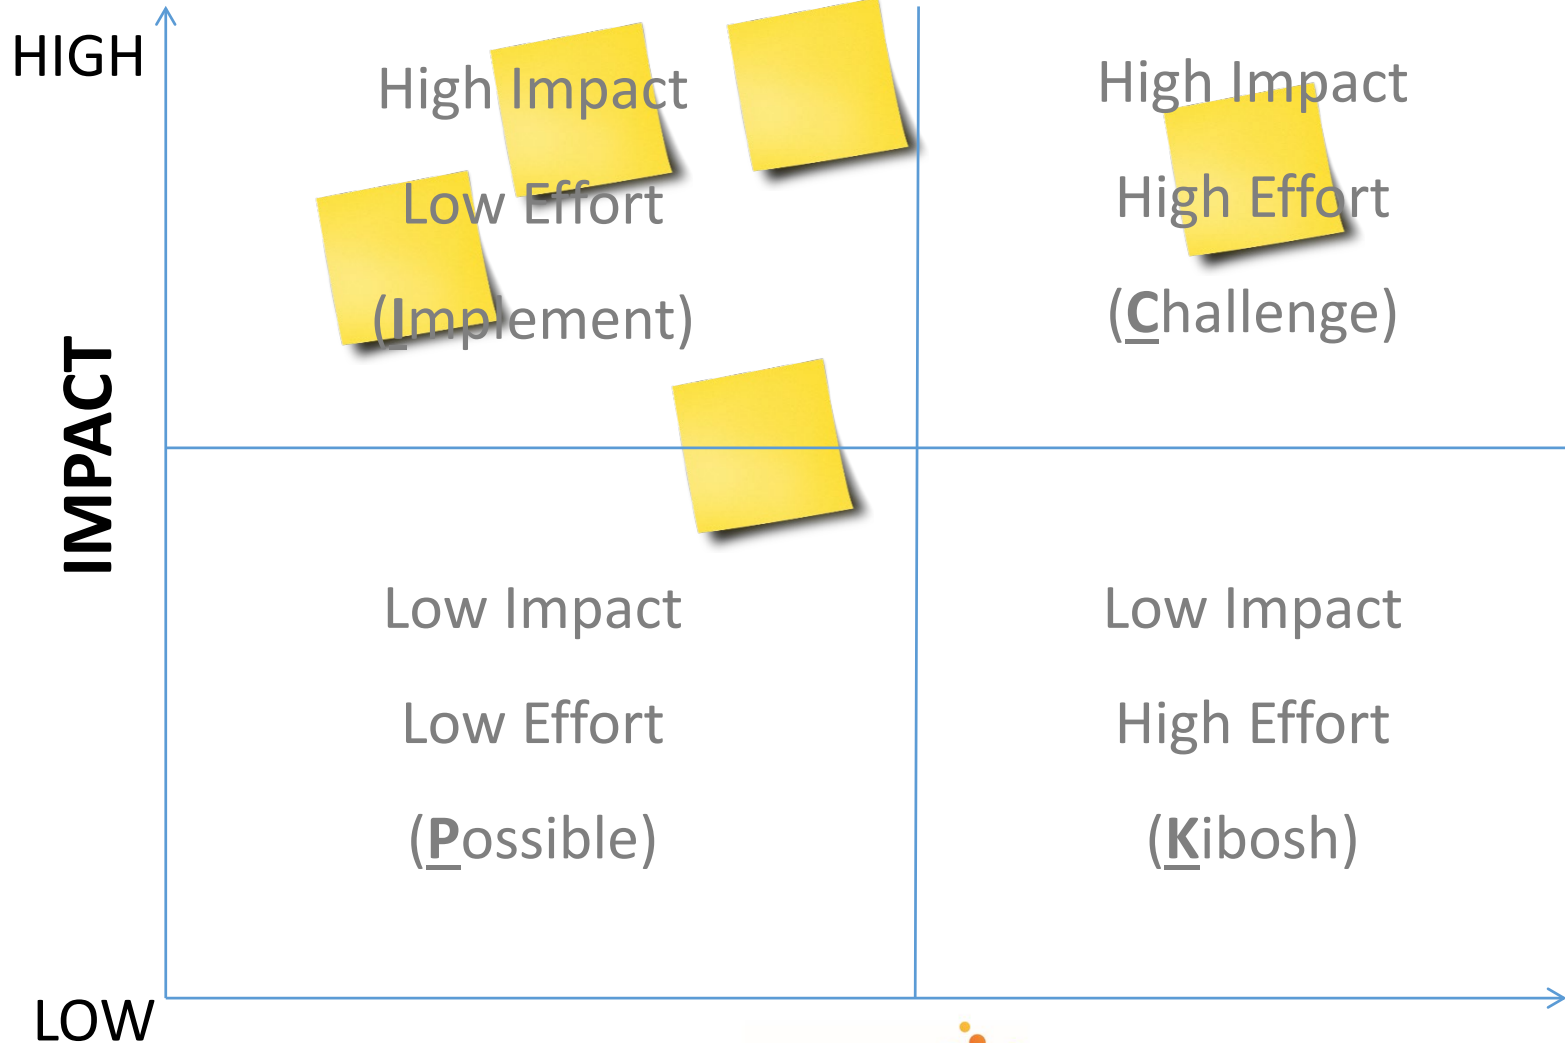 HIGH
High Impact
Low Effort
(Implement)
High Impact
High Effort
(Challenge)
IMPACT
Low Impact
Low Effort
(Possible)
Low Impact
High Effort
(Kibosh)
LOW